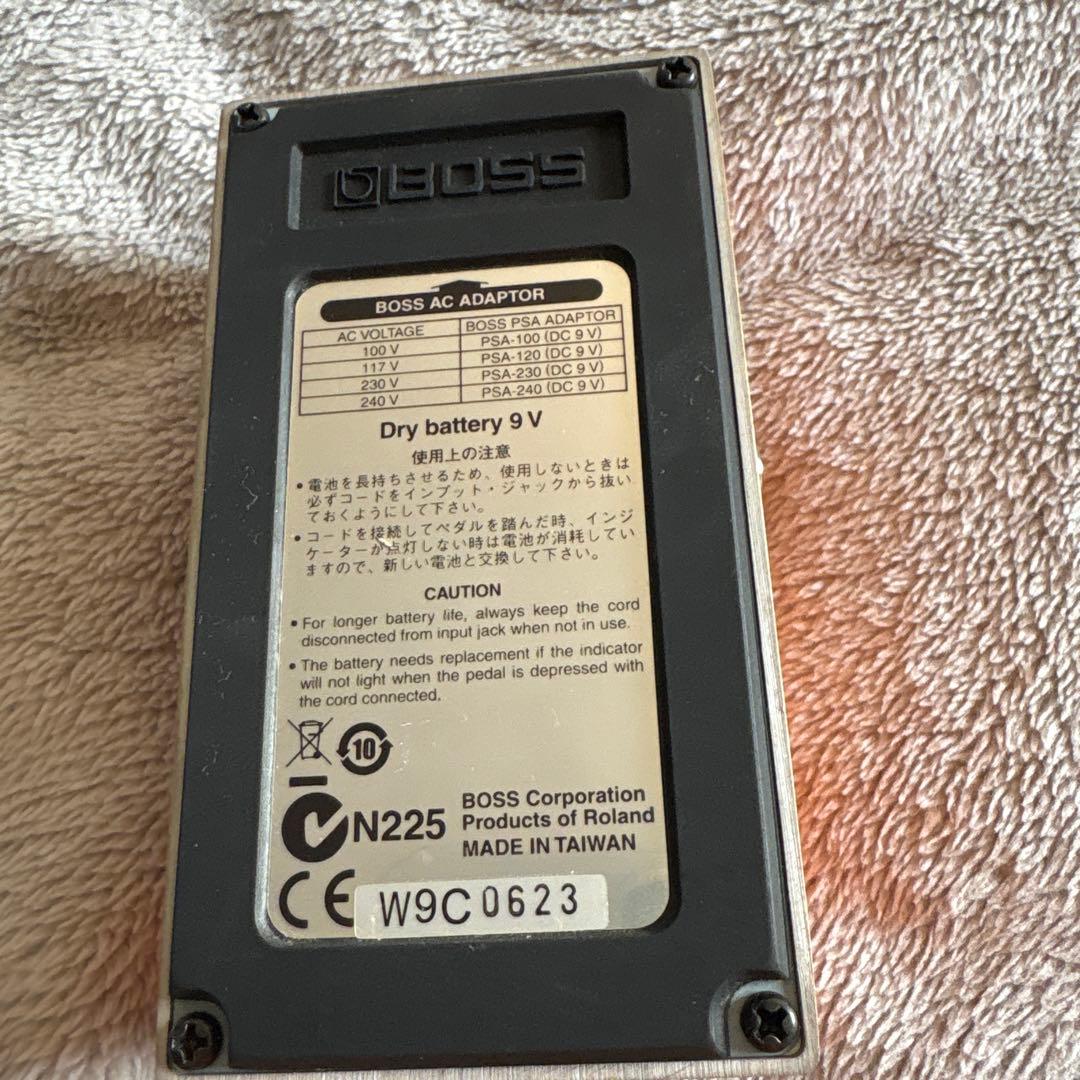 BOSS
BOSS AC ADAPTOR
AC VOLTAGE BOSS PSA ADAPTOR
100 V PSA-100 (DC 9 V)
117 V PSA-120 (DC 9 V)
230 V PSA-230 (DC 9 V)
240 V PSA-240 (DC 9 V)
Dry battery 9 V
使用上の注意
• 電池を長持ちさせるため、使用しないときは
必ずコードをインプット・ジャックから抜い
ておくようにして下さい。
• コードを接続してペダルを踏んだ時、インジ
ケーターが点灯しない時は電池が消耗してい
ますので、新しい電池と交換して下さい。
CAUTION
• For longer battery life, always keep the cord
disconnected from input jack when not in use.
• The battery needs replacement if the indicator
will not light when the pedal is depressed with
the cord connected.
10
N225
BOSS Corporation
Products of Roland
MADE IN TAIWAN
CE
W9C0623